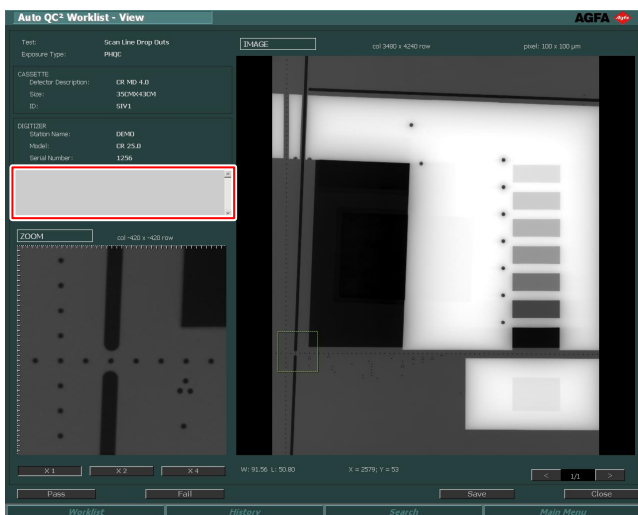 Auto QC² Worklist - View
AGFA
Test: Scan Line Drop Outs
Exposure Type: PHQC
CASSETTE
Detector Description: CR MD 4.0
Size: 35CMX43CM
ID: SIV1
DIGITIZER
Station Name: DEMO
Model: CR 25.0
Serial Number: 1256
ZOOM col -420 x -420 row
X 1 X 2 X 4
IMAGE col 3480 x 4240 row pixel: 100 x 100 µm
W: 91.56 L: 50.80 X = 2579; Y = 53
< 1/1 >
Pass Fail Save Close
Worklist History Search Main Menu